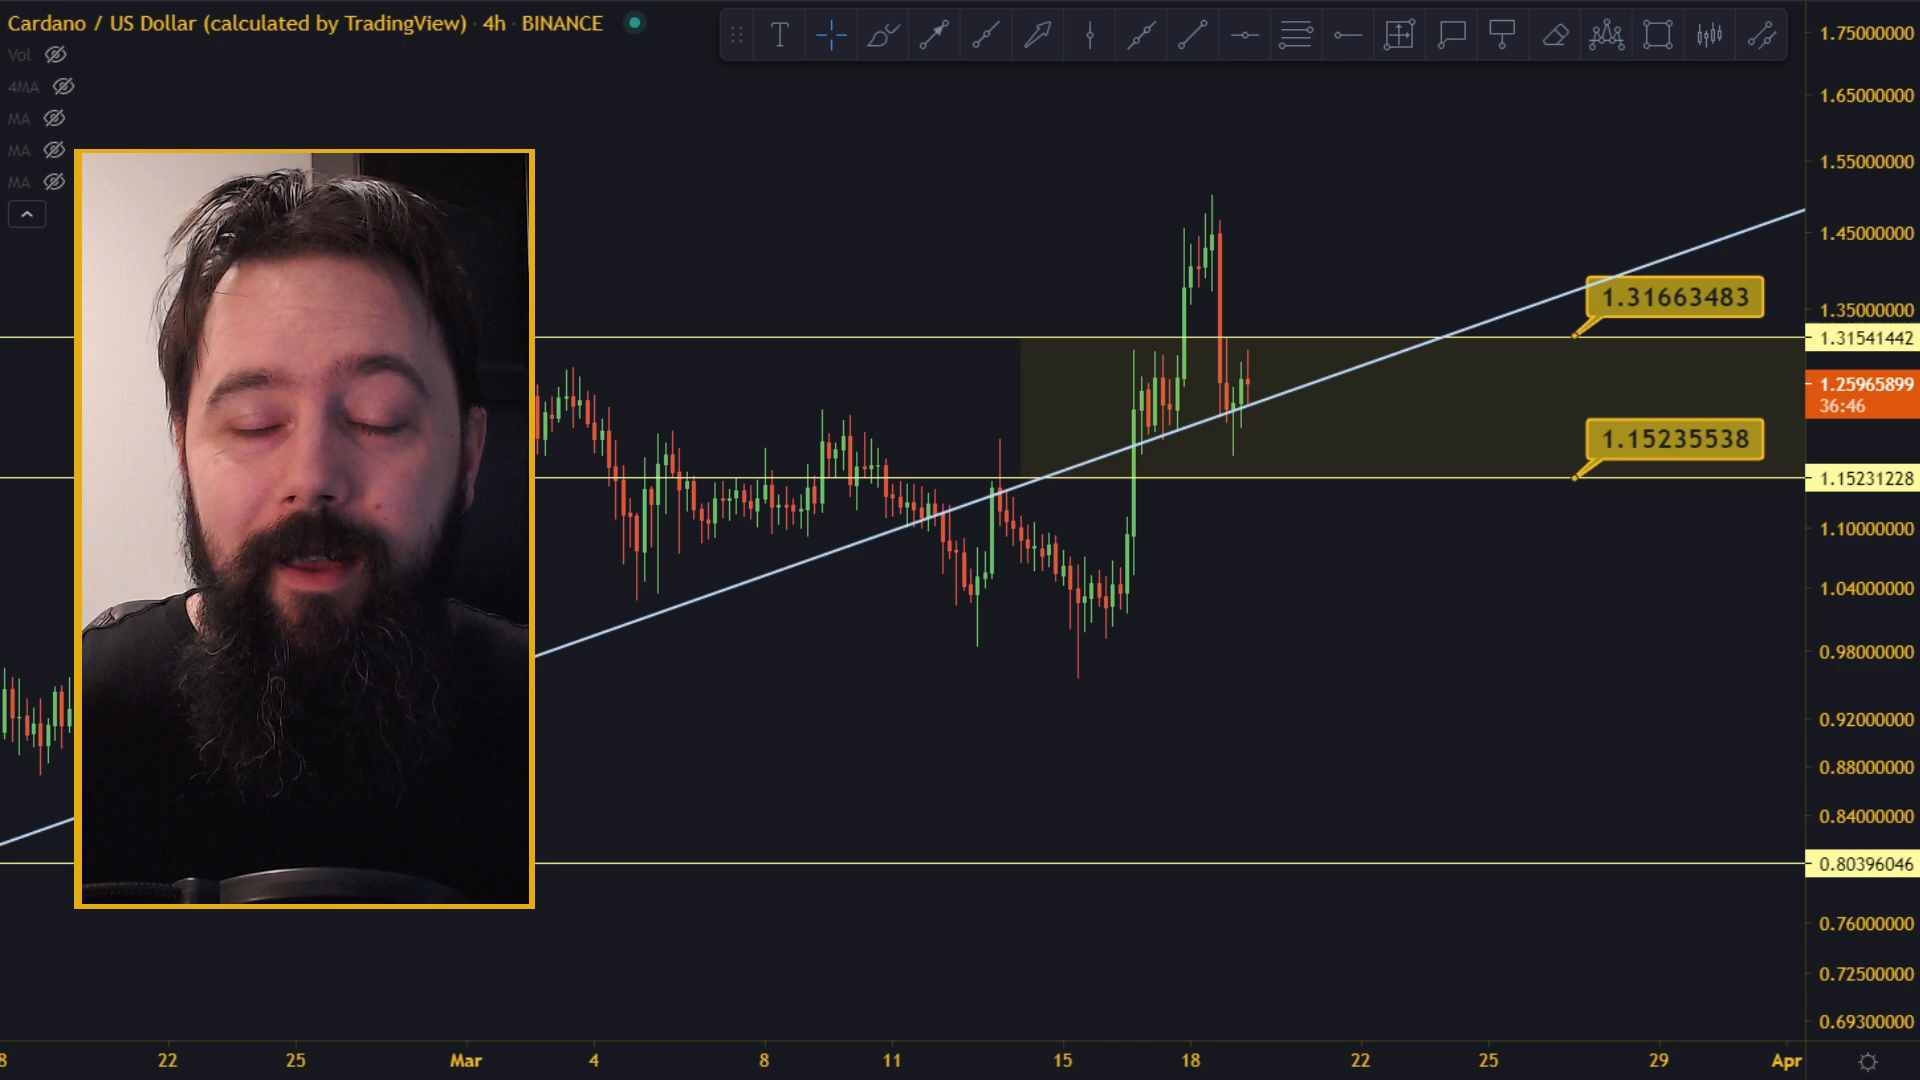 Cardano / US Dollar (calculated by TradingView) · 4h · BINANCE
Vol
4MA
MA
MA
MA
T
1.75000000
1.65000000
1.55000000
1.45000000
1.31663483
1.35000000
1.31541442
1.25965899
36:46
1.15235538
1.15231228
1.10000000
1.04000000
0.98000000
0.92000000
0.88000000
0.84000000
0.80396046
0.76000000
0.72500000
0.69300000
8 22 25 Mar 4 8 11 15 18 22 25 29 Apr